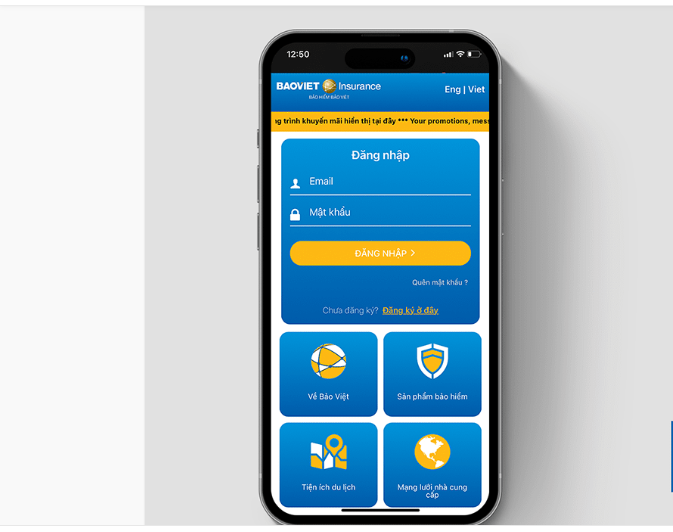 12:50
BAOVIET Insurance
BẢO HIỂM BẢO VIỆT
Eng | Viet
ng trình khuyến mãi hiển thị tại đây *** Your promotions, mess
Đăng nhập
Email
Mật khẩu
ĐĂNG NHẬP >
Quên mật khẩu ?
Chưa đăng ký? Đăng ký ở đây
Về Bảo Việt
Sản phẩm bảo hiểm
Tiện ích du lịch
Mạng lưới nhà cung
cấp